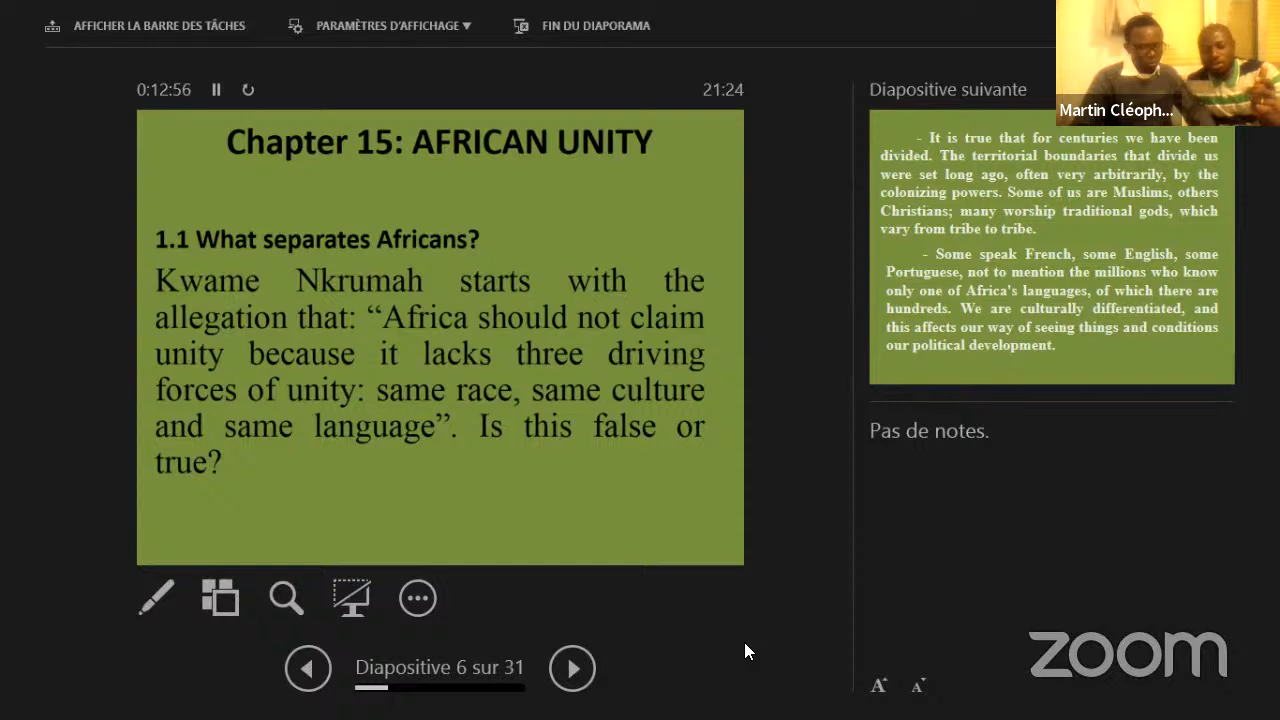 AFFICHER LA BARRE DES TÂCHES
PARAMÈTRES D'AFFICHAGE
FIN DU DIAPORAMA
Martin Cléoph...
0:12:56
21:24
Chapter 15: AFRICAN UNITY
1.1 What separates Africans?
Kwame Nkrumah starts with the
allegation that: “Africa should not claim
unity because it lacks three driving
forces of unity: same race, same culture
and same language”. Is this false or
true?
Diapositive 6 sur 31
Diapositive suivante
- It is true that for centuries we have been
divided. The territorial boundaries that divide us
were set long ago, often very arbitrarily, by the
colonizing powers. Some of us are Muslims, others
Christians; many worship traditional gods, which
vary from tribe to tribe.
- Some speak French, some English, some
Portuguese, not to mention the millions who know
only one of Africa's languages, of which there are
hundreds. We are culturally differentiated, and
this affects our way of seeing things and conditions
our political development.
Pas de notes.
zoom
A A